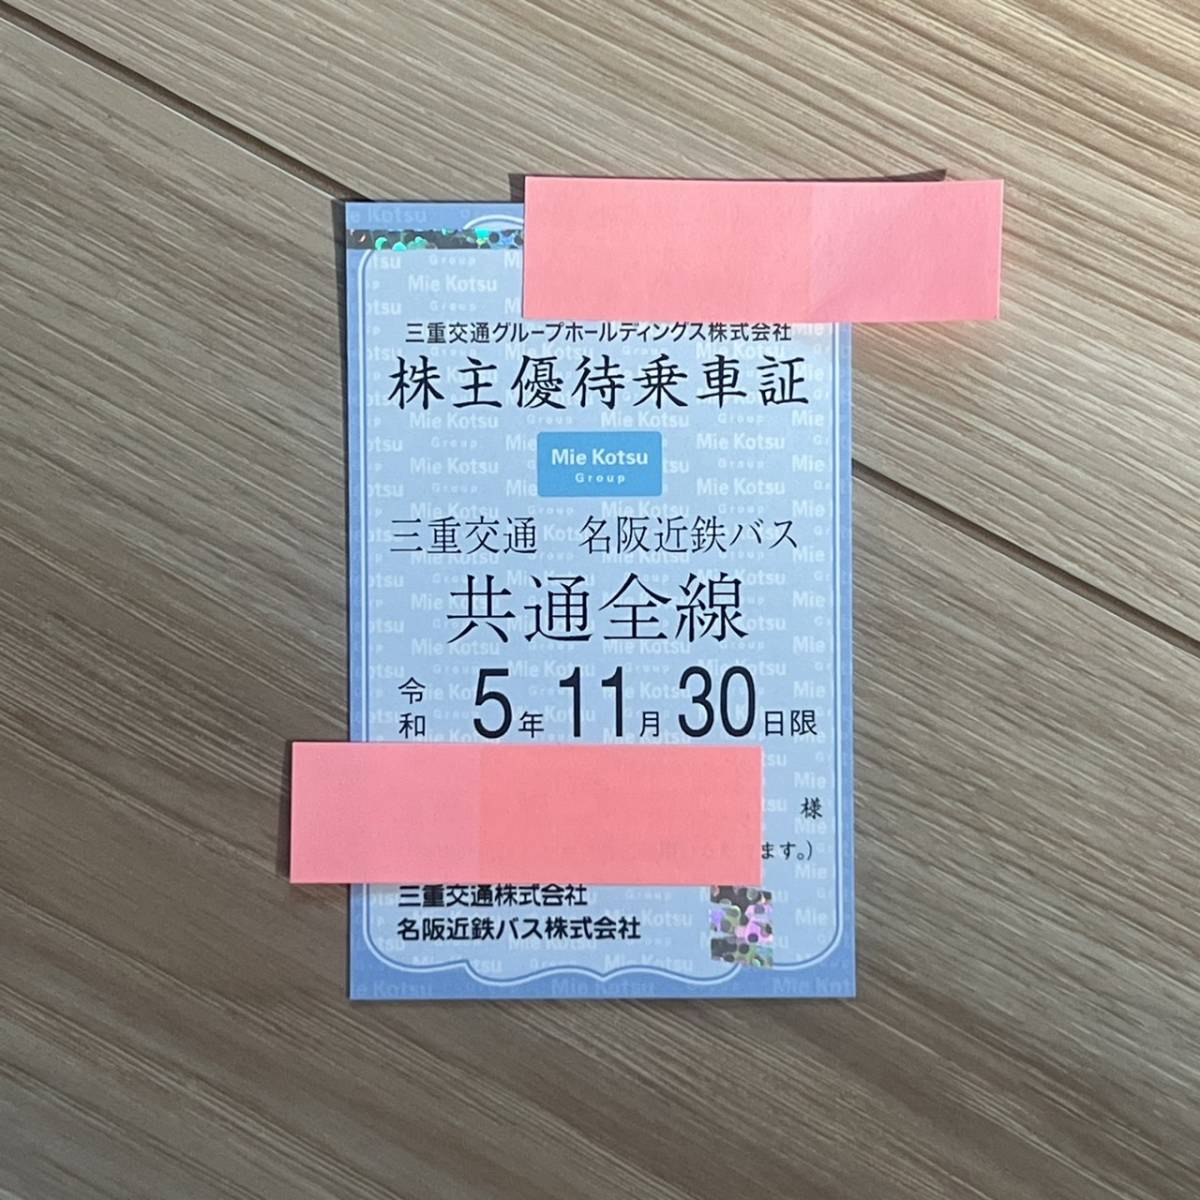 三重交通グループホールディングス株式会社
株主優待乗車証
Mie Kotsu
Group
三重交通 名阪近鉄バス
共通全線
令和 5年 11月 30日限
様
ます。)
三重交通株式会社
名阪近鉄バス株式会社